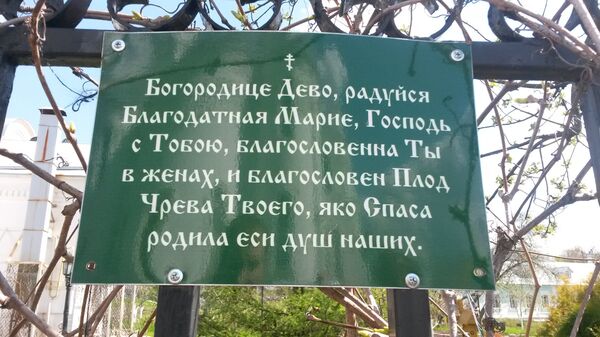 Богородице Дево, радуйся
Благодатная Марие, Господь
с Тобою, благословенна Ты
в женах, и благословен Плод
Чрева Твоего, яко Спаса
родила еси душ наших.